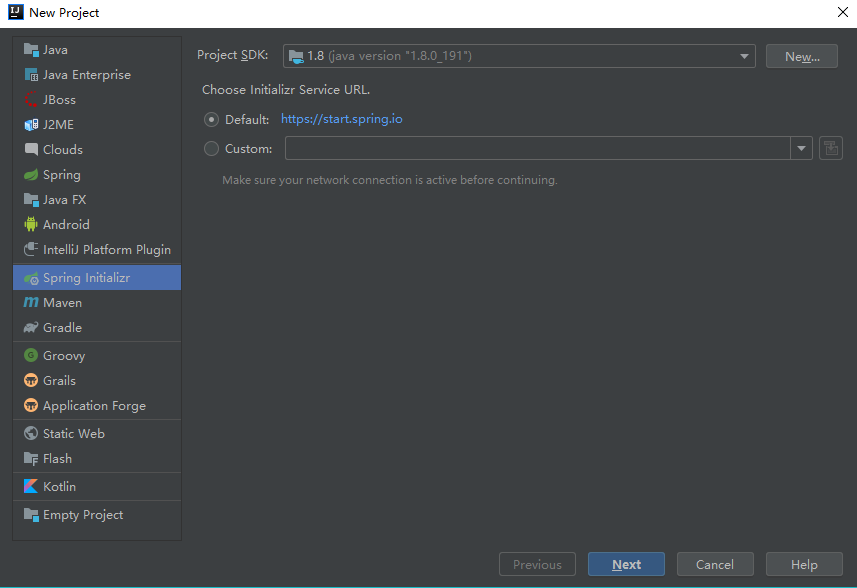 New Project
Java
Java Enterprise
JBoss
J2ME
Clouds
Spring
Java FX
Android
IntelliJ Platform Plugin
Spring Initializr
Maven
Gradle
Groovy
Grails
Application Forge
Static Web
Flash
Kotlin
Empty Project
Project SDK: 1.8 (java version "1.8.0_191") New...
Choose Initializr Service URL.
Default: https://start.spring.io
Custom:
Make sure your network connection is active before continuing.
Previous Next Cancel Help